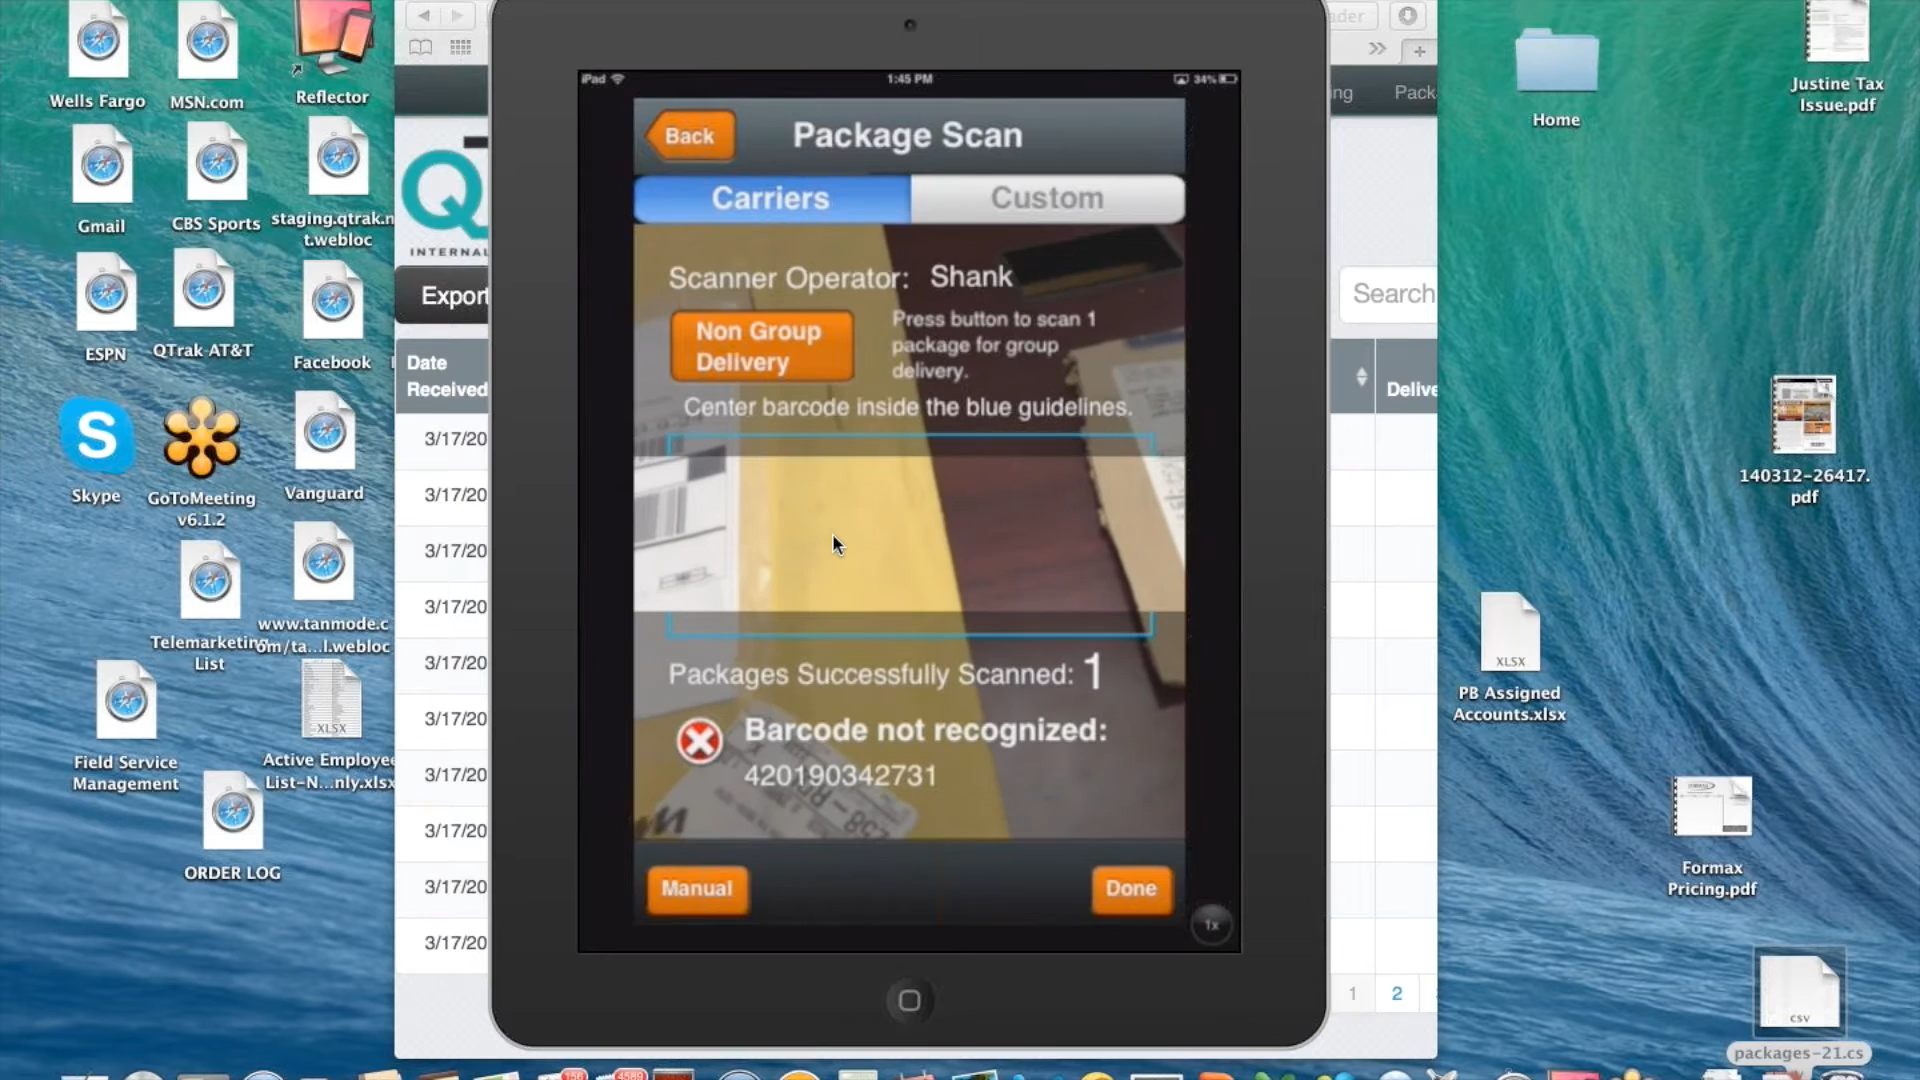 Wells Fargo
MSN.com
Reflector
Gmail
CBS Sports
staging.qtrak.n
t.webloc
ESPN
QTrak AT&T
Facebook
Skype
GoToMeeting
v6.1.2
Vanguard
Telemarketing
List
www.tanmode.c
om/ta...l.webloc
Field Service
Management
XLSX
Active Employee
List-N...nly.xlsx
ORDER LOG
Q
INTERNAL
Export
Date
Received
3/17/20
3/17/20
3/17/20
3/17/20
3/17/20
3/17/20
3/17/20
3/17/20
3/17/20
3/17/20
iPad
1:45 PM
34%
Back
Package Scan
Carriers
Custom
Scanner Operator: Shank
Non Group
Delivery
Press button to scan 1
package for group
delivery.
Center barcode inside the blue guidelines.
Packages Successfully Scanned: 1
Barcode not recognized:
420190342731
Manual
Done
1x
ader
ng
Pack
Search
Delive
1
2
Home
Justine Tax
Issue.pdf
140312-26417.
pdf
XLSX
PB Assigned
Accounts.xlsx
Formax
Pricing.pdf
csv
packages-21.cs
156
4589